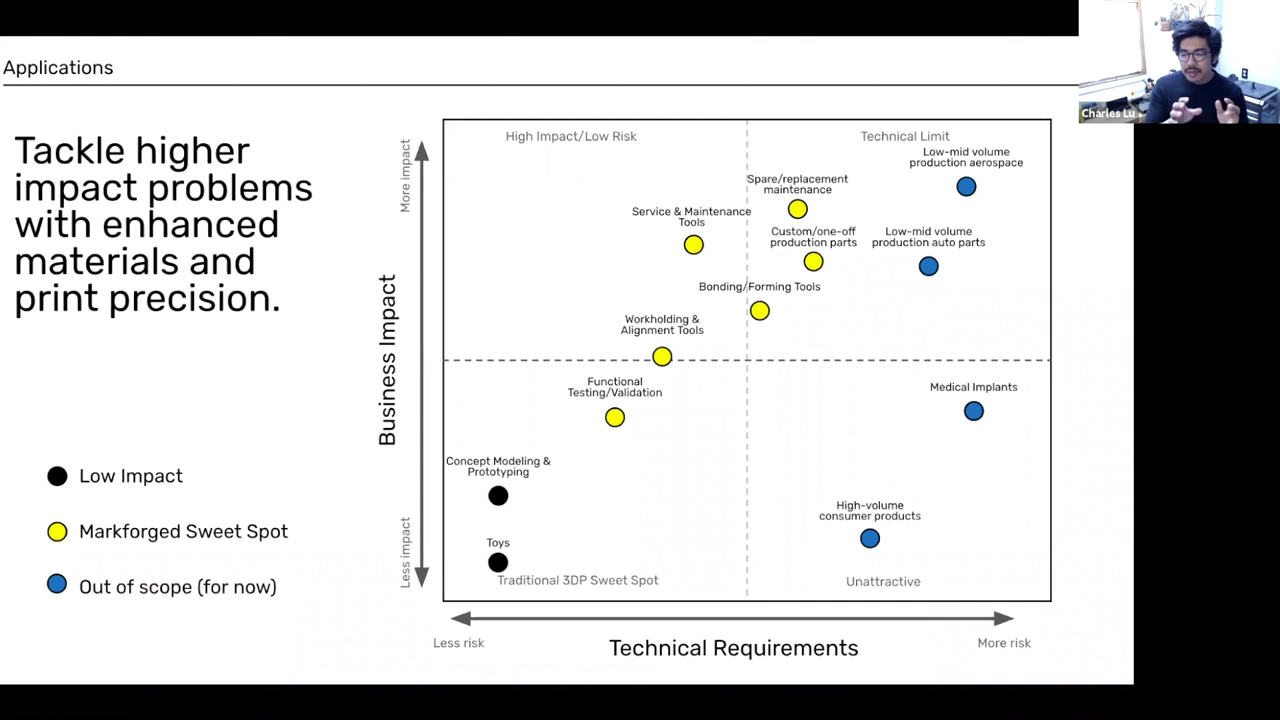 Applications
Charles Lu
Tackle higher
impact problems
with enhanced
materials and
print precision.
Low Impact
Markforged Sweet Spot
Out of scope (for now)
Business Impact
More impact
Less impact
High Impact/Low Risk
Technical Limit
Low-mid volume
production aerospace
Spare/replacement
maintenance
Service & Maintenance
Tools
Custom/one-off
production parts
Low-mid volume
production auto parts
Bonding/Forming Tools
Workholding &
Alignment Tools
Functional
Testing/Validation
Medical Implants
Concept Modeling &
Prototyping
High-volume
consumer products
Toys
Traditional 3DP Sweet Spot
Unattractive
Less risk
Technical Requirements
More risk